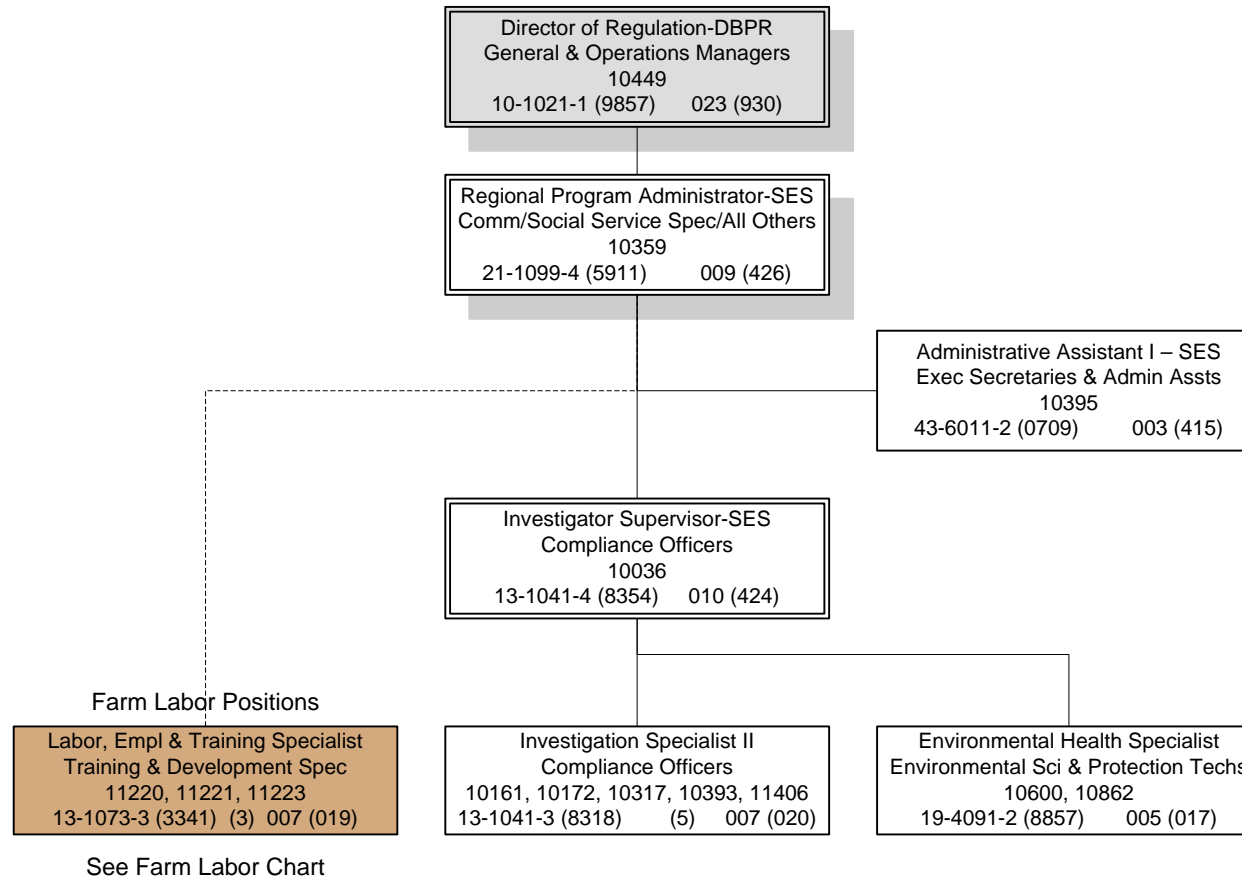 Director of Regulation-DBPR
General & Operations Managers
10449
10-1021-1 (9857) 023 (930)
Regional Program Administrator-SES
Comm/Social Service Spec/All Others
10359
21-1099-4 (5911) 009 (426)
Administrative Assistant I – SES
Exec Secretaries & Admin Assts
10395
43-6011-2 (0709) 003 (415)
Investigator Supervisor-SES
Compliance Officers
10036
13-1041-4 (8354) 010 (424)
Farm Labor Positions
Labor, Empl & Training Specialist
Training & Development Spec
11220, 11221, 11223
13-1073-3 (3341) (3) 007 (019)
See Farm Labor Chart
Investigation Specialist II
Compliance Officers
10161, 10172, 10317, 10393, 11406
13-1041-3 (8318) (5) 007 (020)
Environmental Health Specialist
Environmental Sci & Protection Techs
10600, 10862
19-4091-2 (8857) 005 (017)